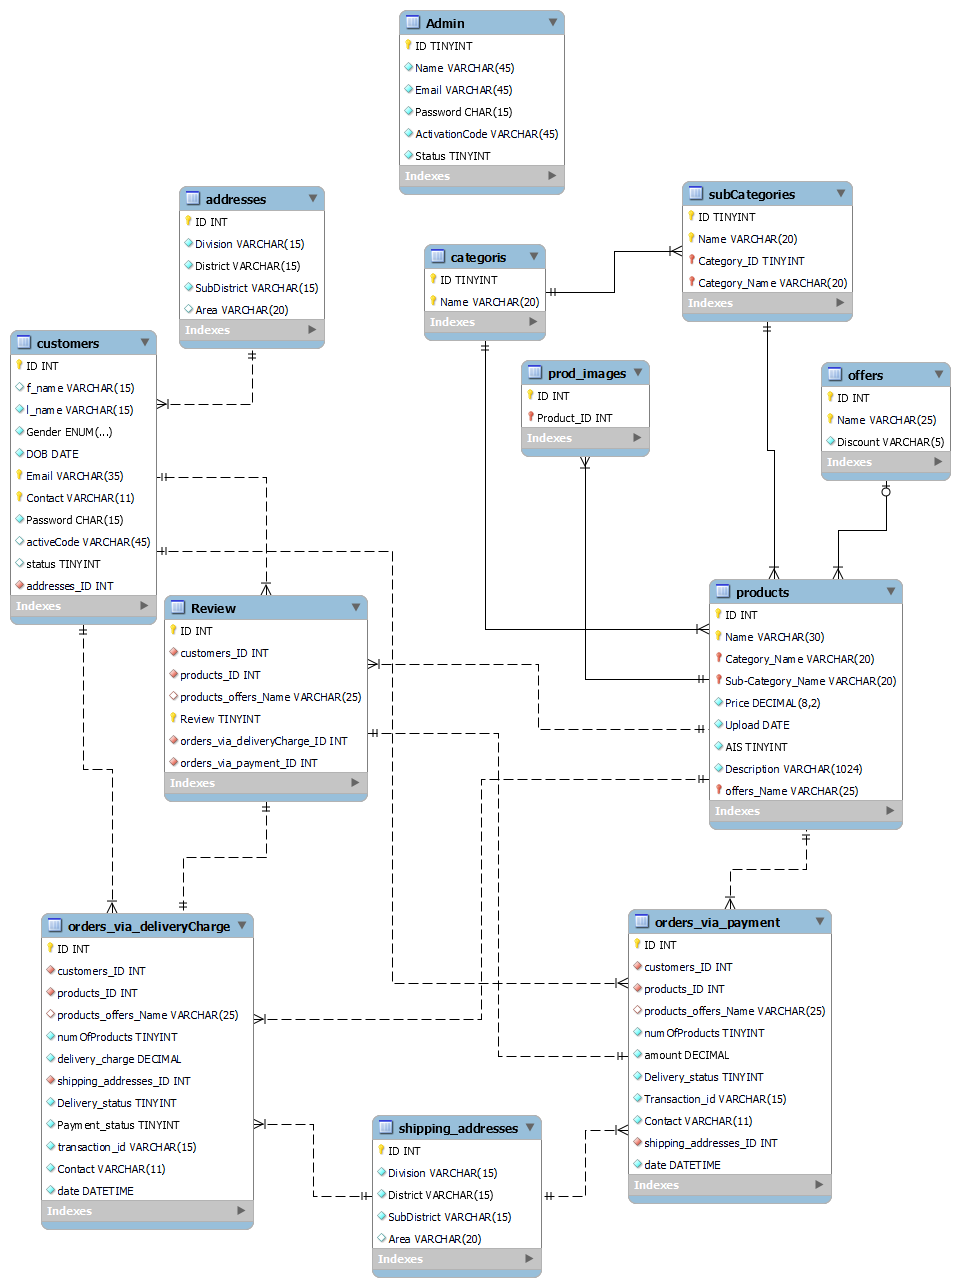 Admin
ID TINYINT
Name VARCHAR(45)
Email VARCHAR(45)
Password CHAR(15)
ActivationCode VARCHAR(45)
Status TINYINT
Indexes
addresses
ID INT
Division VARCHAR(15)
District VARCHAR(15)
SubDistrict VARCHAR(15)
Area VARCHAR(20)
Indexes
subCategories
ID TINYINT
Name VARCHAR(20)
Category_ID TINYINT
Category_Name VARCHAR(20)
Indexes
categoris
ID TINYINT
Name VARCHAR(20)
Indexes
customers
ID INT
f_name VARCHAR(15)
l_name VARCHAR(15)
Gender ENUM(...)
DOB DATE
Email VARCHAR(35)
Contact VARCHAR(11)
Password CHAR(15)
activeCode VARCHAR(45)
status TINYINT
addresses_ID INT
Indexes
prod_images
ID INT
Product_ID INT
Indexes
offers
ID INT
Name VARCHAR(25)
Discount VARCHAR(5)
Indexes
Review
ID INT
customers_ID INT
products_ID INT
products_offers_Name VARCHAR(25)
Review TINYINT
orders_via_deliveryCharge_ID INT
orders_via_payment_ID INT
Indexes
products
ID INT
Name VARCHAR(30)
Category_Name VARCHAR(20)
Sub-Category_Name VARCHAR(20)
Price DECIMAL(8,2)
Upload DATE
AIS TINYINT
Description VARCHAR(1024)
offers_Name VARCHAR(25)
Indexes
orders_via_deliveryCharge
ID INT
customers_ID INT
products_ID INT
products_offers_Name VARCHAR(25)
numOfProducts TINYINT
delivery_charge DECIMAL
shipping_addresses_ID INT
Delivery_status TINYINT
Payment_status TINYINT
transaction_id VARCHAR(15)
Contact VARCHAR(11)
date DATETIME
Indexes
orders_via_payment
ID INT
customers_ID INT
products_ID INT
products_offers_Name VARCHAR(25)
numOfProducts TINYINT
amount DECIMAL
Delivery_status TINYINT
Transaction_id VARCHAR(15)
Contact VARCHAR(11)
shipping_addresses_ID INT
date DATETIME
Indexes
shipping_addresses
ID INT
Division VARCHAR(15)
District VARCHAR(15)
SubDistrict VARCHAR(15)
Area VARCHAR(20)
Indexes